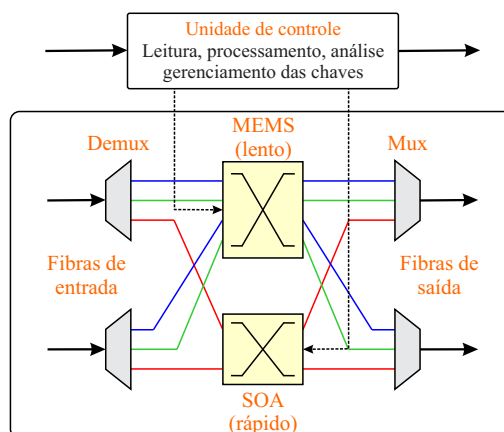 Unidade de controle
Leitura, processamento, análise
gerenciamento das chaves
MEMS
(lento)
Demux
Mux
Fibras de
entrada
Fibras de
saída
SOA
(rápido)